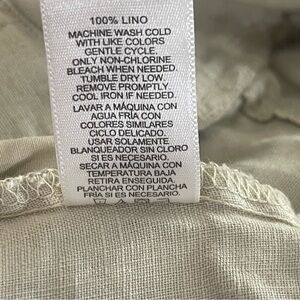 100% LINO
MACHINE WASH COLD
WITH LIKE COLORS
GENTLE CYCLE.
ONLY NON-CHLORINE
BLEACH WHEN NEEDED.
TUMBLE DRY LOW.
REMOVE PROMPTLY.
COOL IRON IF NEEDED.
LAVAR A MÁQUINA CON
AGUA FRÍA CON
COLORES SIMILARES
CICLO DELICADO.
USAR SOLAMENTE
BLANQUEADOR SIN CLORO
SI ES NECESARIO.
SECAR A MÁQUINA CON
TEMPERATURA BAJA
RETIRA ENSEGUIDA.
PLANCHAR CON PLANCHA
FRÍA SI ES NECESARIO.